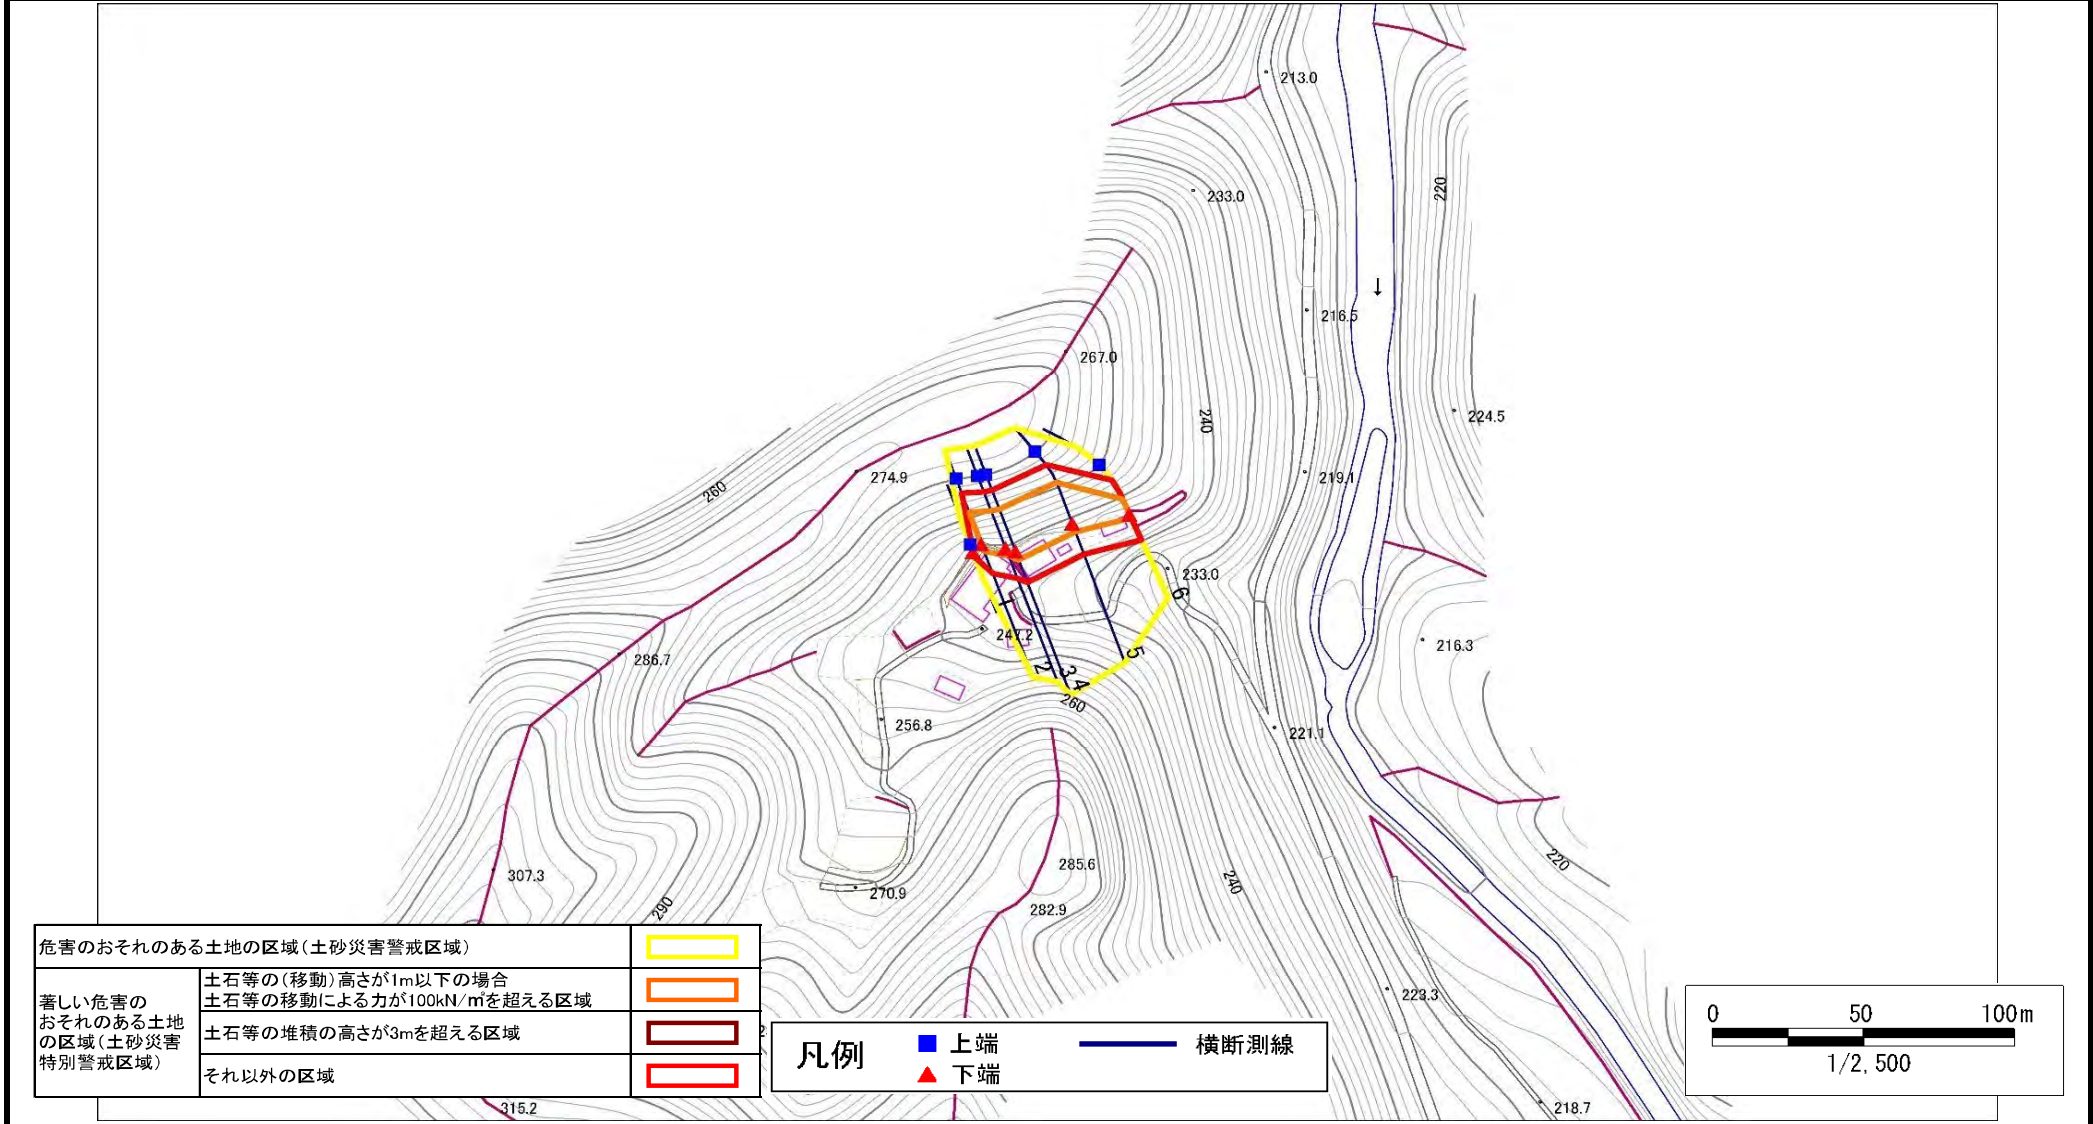 213.0
233.0
220
216.5
267.0
240
224.5
274.9
260
219.1
233.0
6
1
247.2
216.3
286.7
5
2
3
4
260
256.8
221.1
285.6
220
307.3
240
270.9
290
282.9
223.3
315.2
218.7
危害のおそれのある土地の区域(土砂災害警戒区域)
著しい危害の
おそれのある土地
の区域(土砂災害
特別警戒区域)
土石等の(移動)高さが1m以下の場合
土石等の移動による力が100kN/㎡を超える区域
土石等の堆積の高さが3mを超える区域
それ以外の区域
凡例
上端
下端
横断測線
0 50 100m
1/2,500